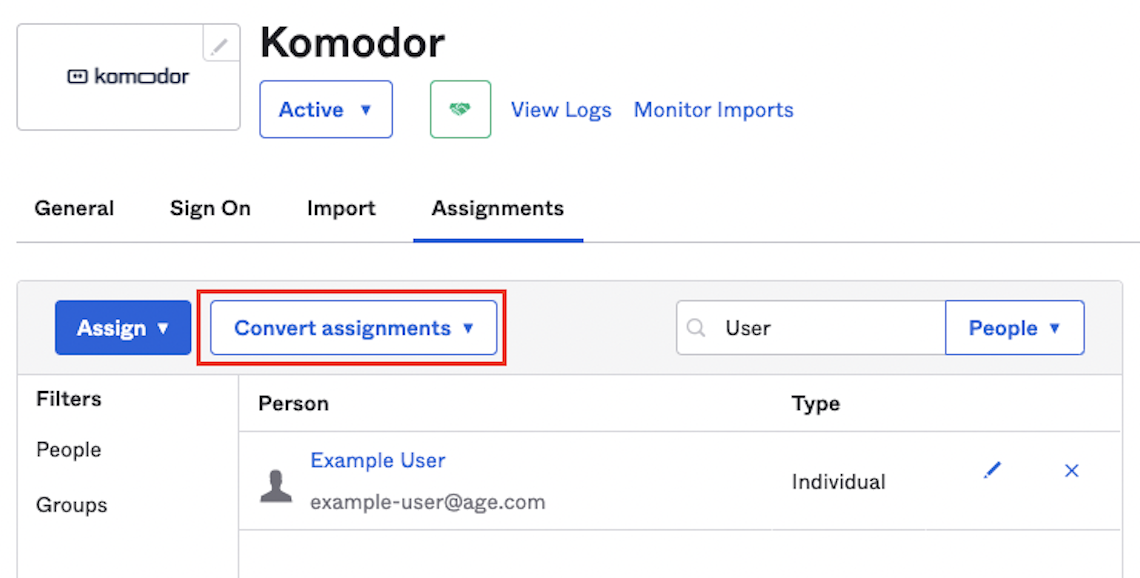 Komodor
komodor
Active ▼
View Logs
Monitor Imports
General
Sign On
Import
Assignments
Assign ▼
Convert assignments ▼
User
People ▼
Filters
Person
Type
People
Example User
example-user@age.com
Individual
Groups